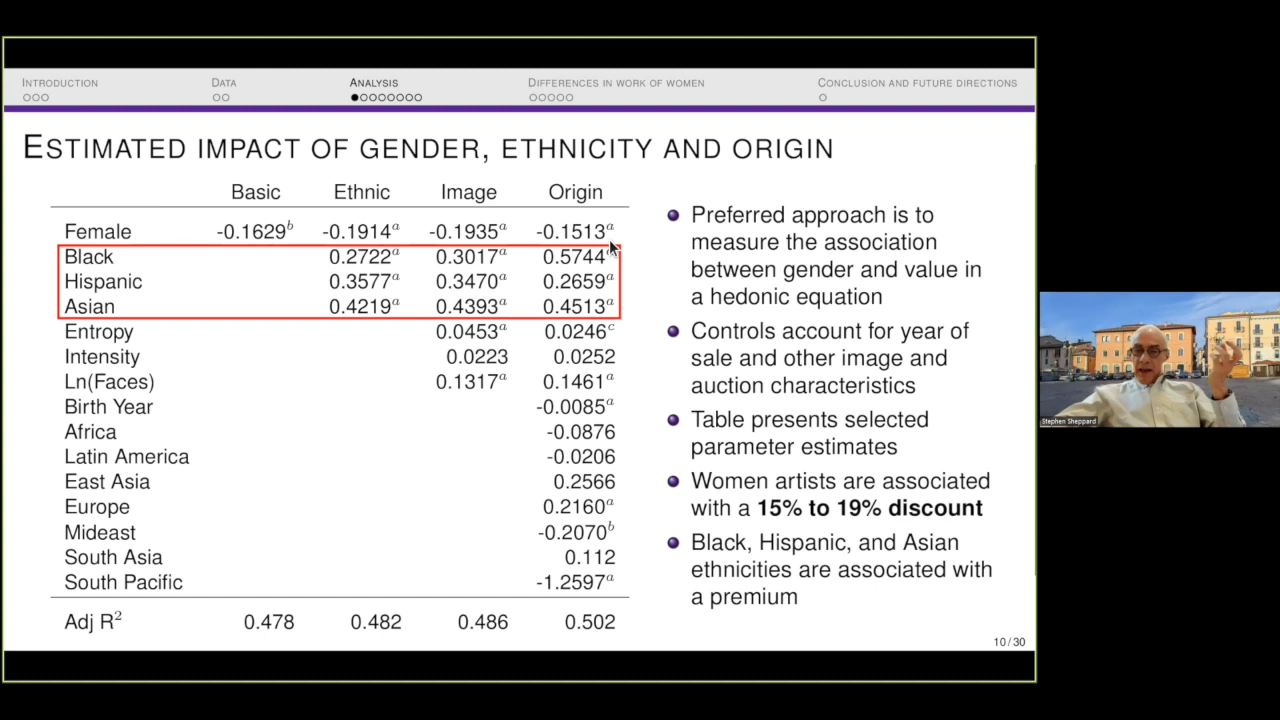 INTRODUCTION DATA ANALYSIS DIFFERENCES IN WORK OF WOMEN CONCLUSION AND FUTURE DIRECTIONS
ESTIMATED IMPACT OF GENDER, ETHNICITY AND ORIGIN
Basic Ethnic Image Origin
Female -0.1629ᵇ -0.1914ᵃ -0.1935ᵃ -0.1513ᵃ
Black 0.2722ᵃ 0.3017ᵃ 0.5744
Hispanic 0.3577ᵃ 0.3470ᵃ 0.2659ᵃ
Asian 0.4219ᵃ 0.4393ᵃ 0.4513ᵃ
Entropy 0.0453ᵃ 0.0246ᶜ
Intensity 0.0223 0.0252
Ln(Faces) 0.1317ᵃ 0.1461ᵃ
Birth Year -0.0085ᵃ
Africa -0.0876
Latin America -0.0206
East Asia 0.2566
Europe 0.2160ᵃ
Mideast -0.2070ᵇ
South Asia 0.112
South Pacific -1.2597ᵃ
Adj R² 0.478 0.482 0.486 0.502
Preferred approach is to
measure the association
between gender and value in
a hedonic equation
Controls account for year of
sale and other image and
auction characteristics
Table presents selected
parameter estimates
Women artists are associated
with a 15% to 19% discount
Black, Hispanic, and Asian
ethnicities are associated with
a premium
10/30
Stephen Sheppard